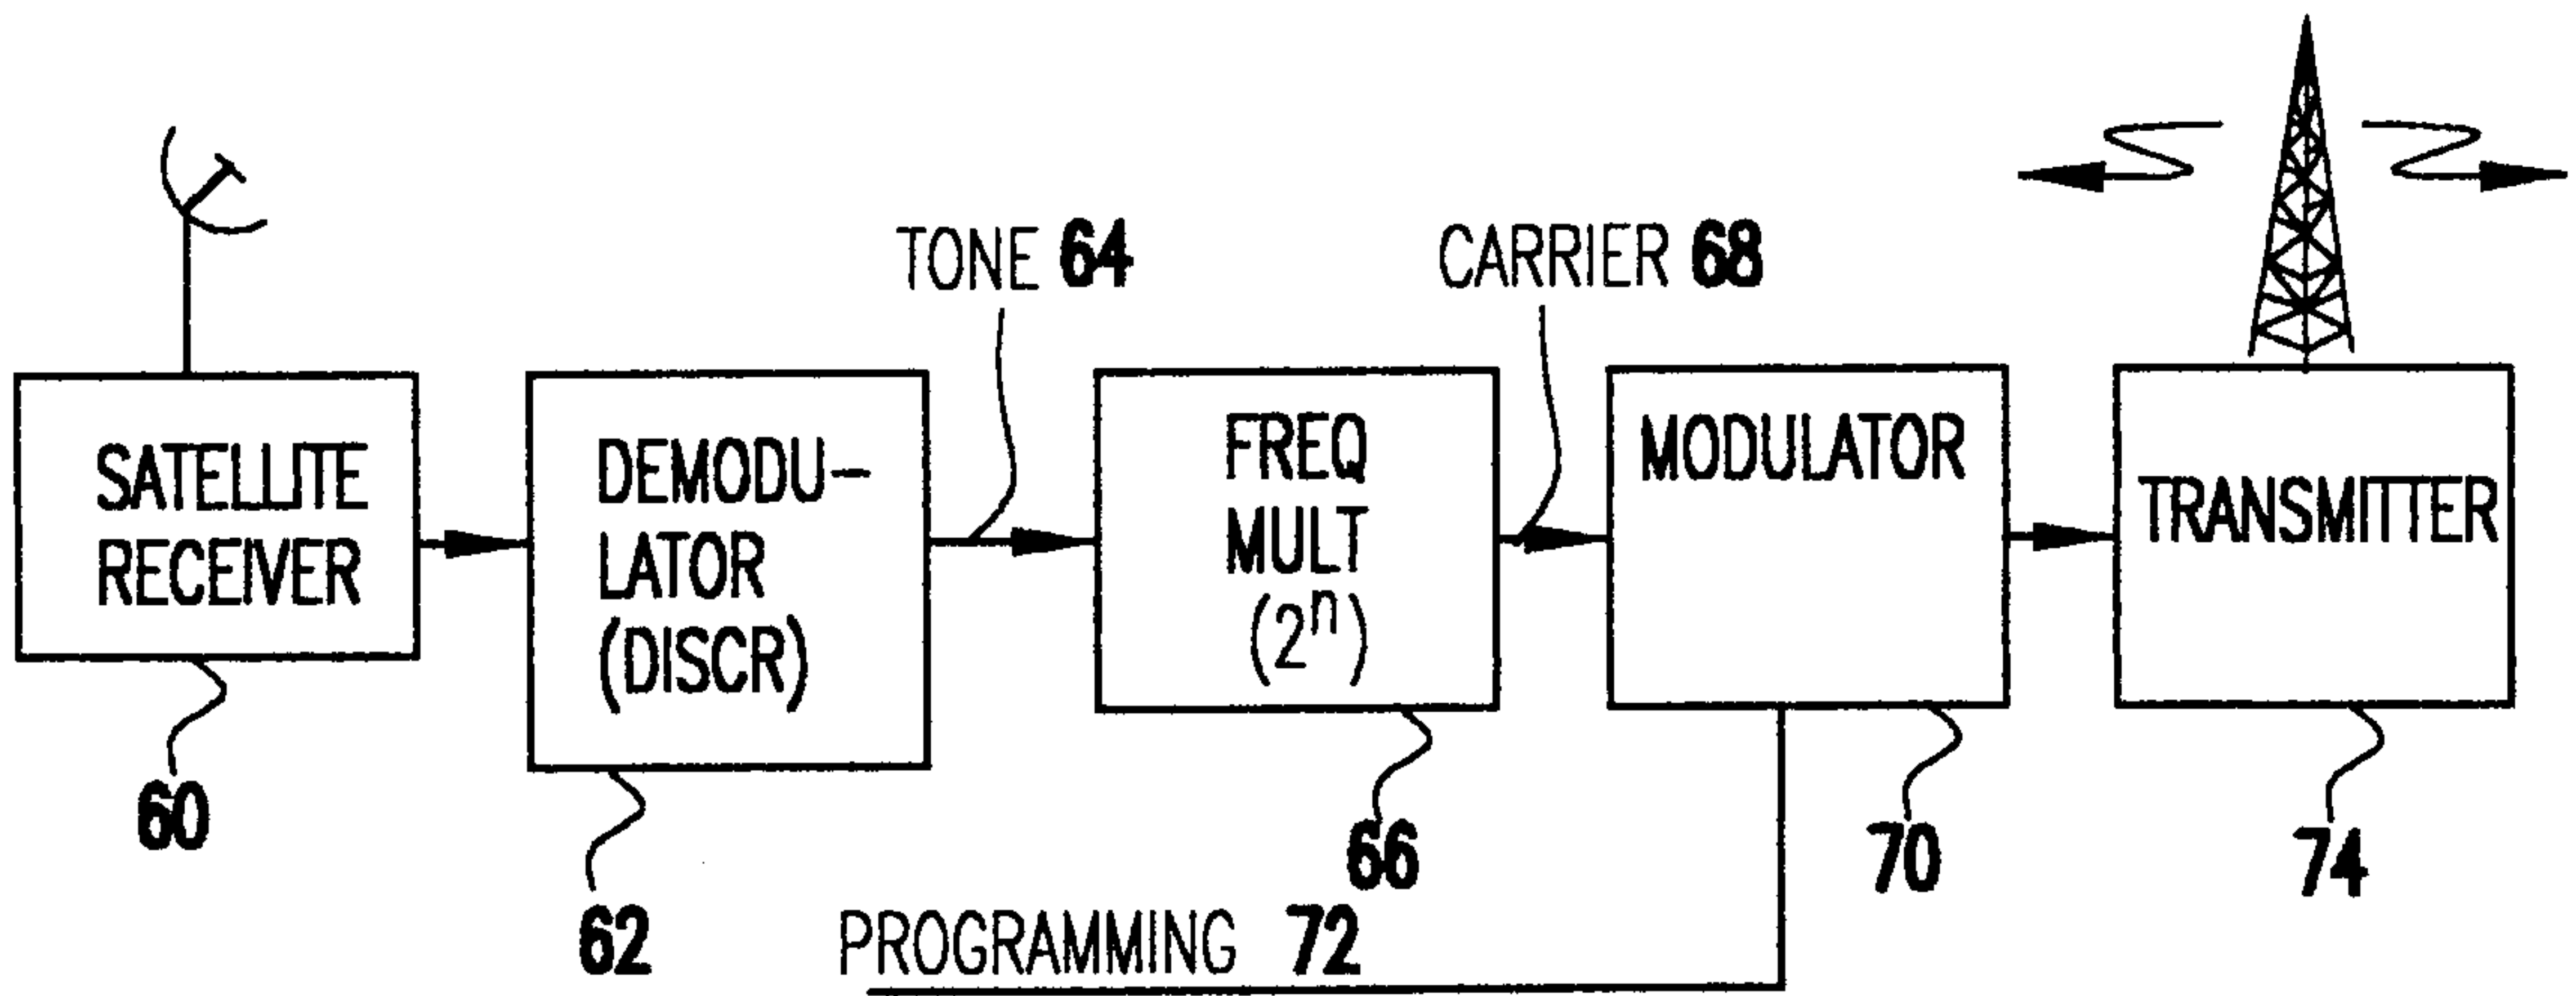 TONE 64
CARRIER 68
SATELLITE
RECEIVER
DEMODU-
LATOR
(DISCR)
FREQ
MULT
(2ⁿ)
MODULATOR
TRANSMITTER
60
62
66
70
74
PROGRAMMING 72